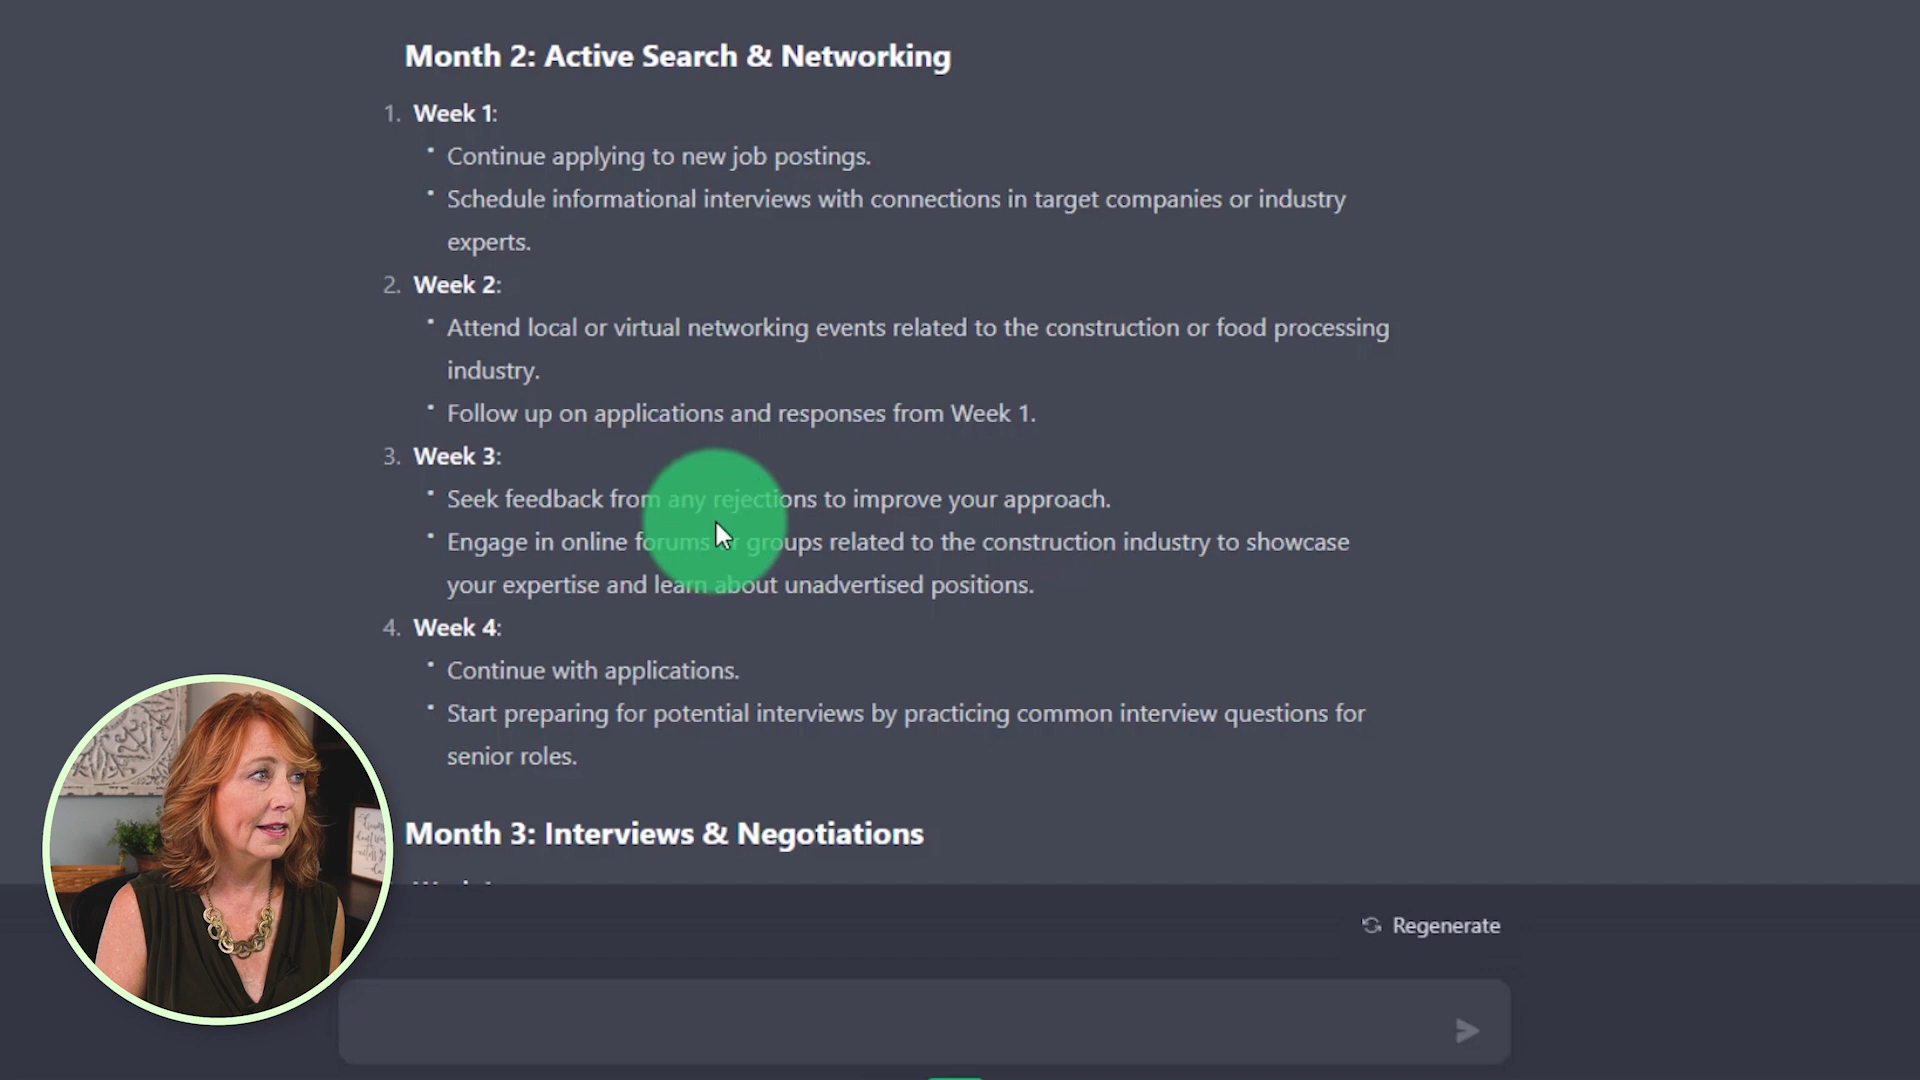 Month 2: Active Search & Networking
1. Week 1:
• Continue applying to new job postings.
• Schedule informational interviews with connections in target companies or industry
experts.
2. Week 2:
• Attend local or virtual networking events related to the construction or food processing
industry.
• Follow up on applications and responses from Week 1.
3. Week 3:
• Seek feedback from any rejections to improve your approach.
• Engage in online forums or groups related to the construction industry to showcase
your expertise and learn about unadvertised positions.
4. Week 4:
• Continue with applications.
• Start preparing for potential interviews by practicing common interview questions for
senior roles.
Month 3: Interviews & Negotiations
Regenerate